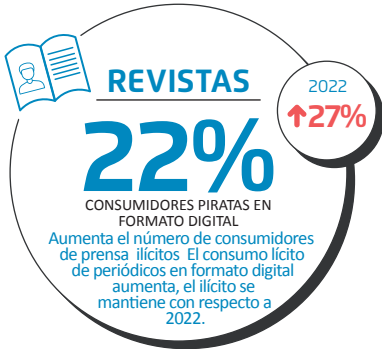 REVISTAS
2022
↑27%
22%
CONSUMIDORES PIRATAS EN
FORMATO DIGITAL
Aumenta el número de consumidores
de prensa ilícitos El consumo lícito
de periódicos en formato digital
aumenta, el ilícito se
mantiene con respecto a
2022.